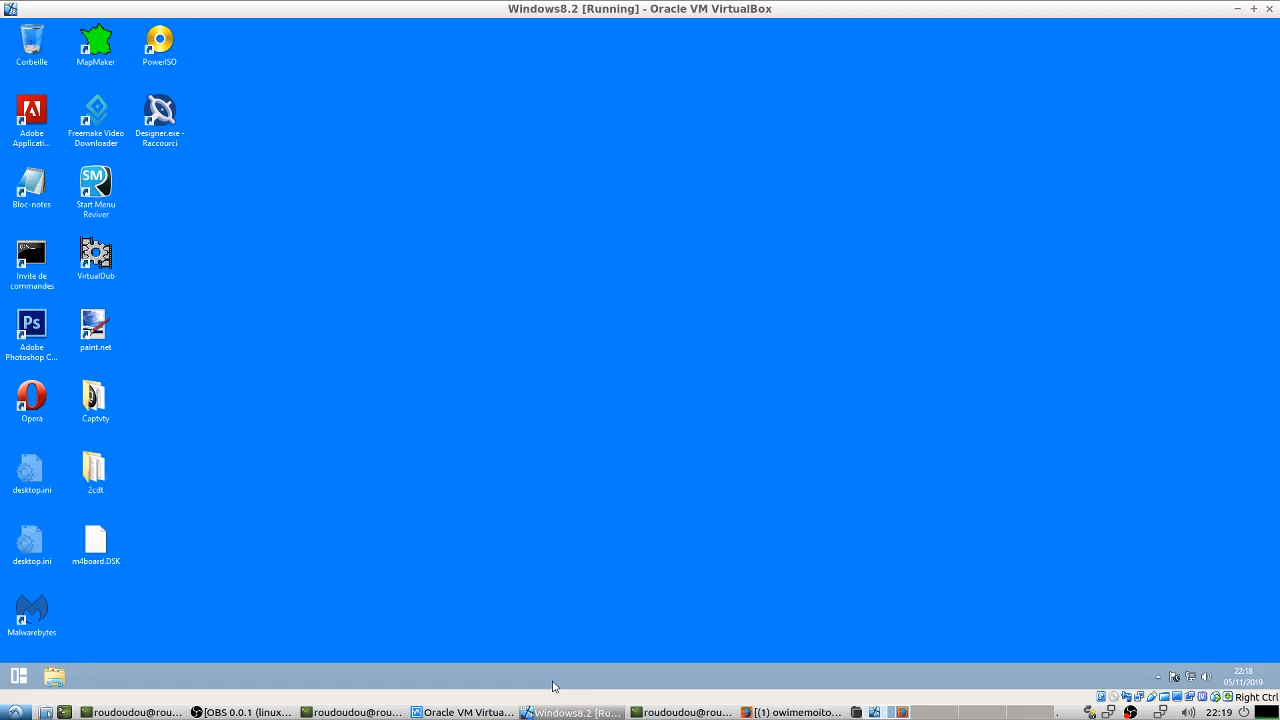 Windows8.2 [Running] - Oracle VM VirtualBox
Corbeille
MapMaker
PowerISO
Adobe
Applicati...
Freemake Video
Downloader
Designer.exe -
Raccourci
Bloc-notes
Start Menu
Reviver
SM
Invite de
commandes
VirtualDub
Ps
Adobe
Photoshop C...
paint.net
Opera
Captvty
desktop.ini
2cdt
desktop.ini
m4board.DSK
Malwarebytes
22:18
05/11/2019
Right Ctrl
roudoudou@rou...
[OBS 0.0.1 (linux...
roudoudou@rou...
Oracle VM Virtua...
Windows8.2 [Ru...
roudoudou@rou...
[(1) owimemoito...
22:19